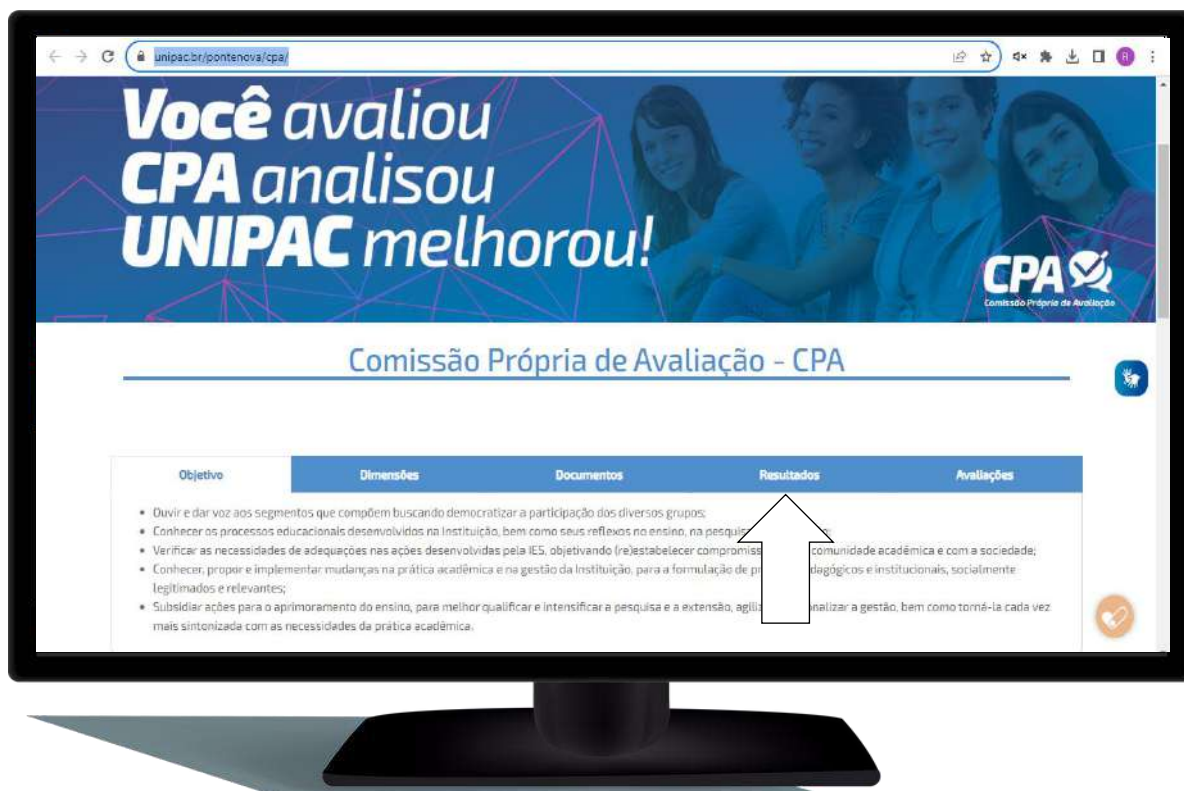 unipac.br/pontenova/cpa/
R
Você avaliou
CPA analisou
UNIPAC melhorou!
CPA
Comissão Própria de Avaliação
Comissão Própria de Avaliação - CPA
Objetivo Dimensões Documentos Resultados Avaliações
• Ouvir e dar voz aos segmentos que compõem buscando democratizar a participação dos diversos grupos;
• Conhecer os processos educacionais desenvolvidos na Instituição, bem como seus reflexos no ensino, na pesquisa
• Verificar as necessidades de adequações nas ações desenvolvidas pela IES, objetivando (re)estabelecer comunidade acadêmica e com a sociedade;
• Conhecer, propor e implementar mudanças na prática acadêmica e na gestão da Instituição, para a formulação de e institucionais, socialmente
legitimados e relevantes;
• Subsidiar ações para o aprimoramento do ensino, para melhor qualificar e intensificar a pesquisa e a extensão, a gestão, bem como torná-la cada vez
mais sintonizada com as necessidades da prática acadêmica.